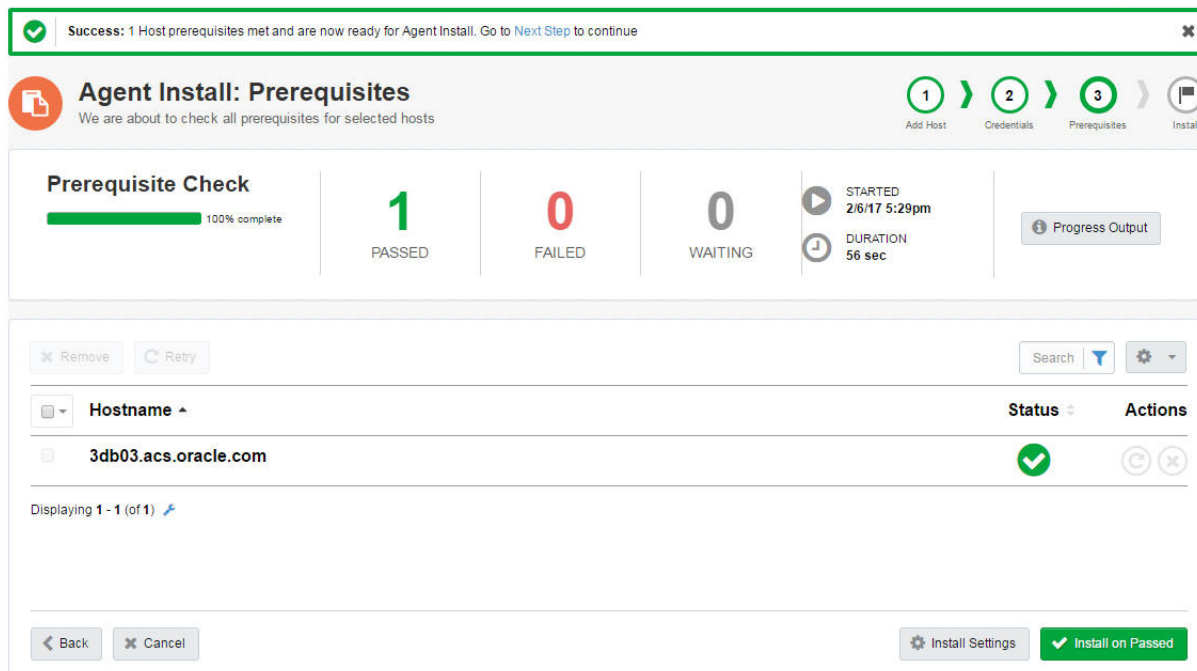 Success: 1 Host prerequisites met and are now ready for Agent Install. Go to Next Step to continue
Agent Install: Prerequisites
We are about to check all prerequisites for selected hosts
1
2
3
Add Host
Credentials
Prerequisites
Instal
Prerequisite Check
100% complete
1
PASSED
0
FAILED
0
WAITING
STARTED
2/6/17 5:29pm
DURATION
56 sec
Progress Output
Remove
Retry
Search
Hostname
Status
Actions
3db03.acs.oracle.com
Displaying 1 - 1 (of 1)
Back
Cancel
Install Settings
Install on Passed